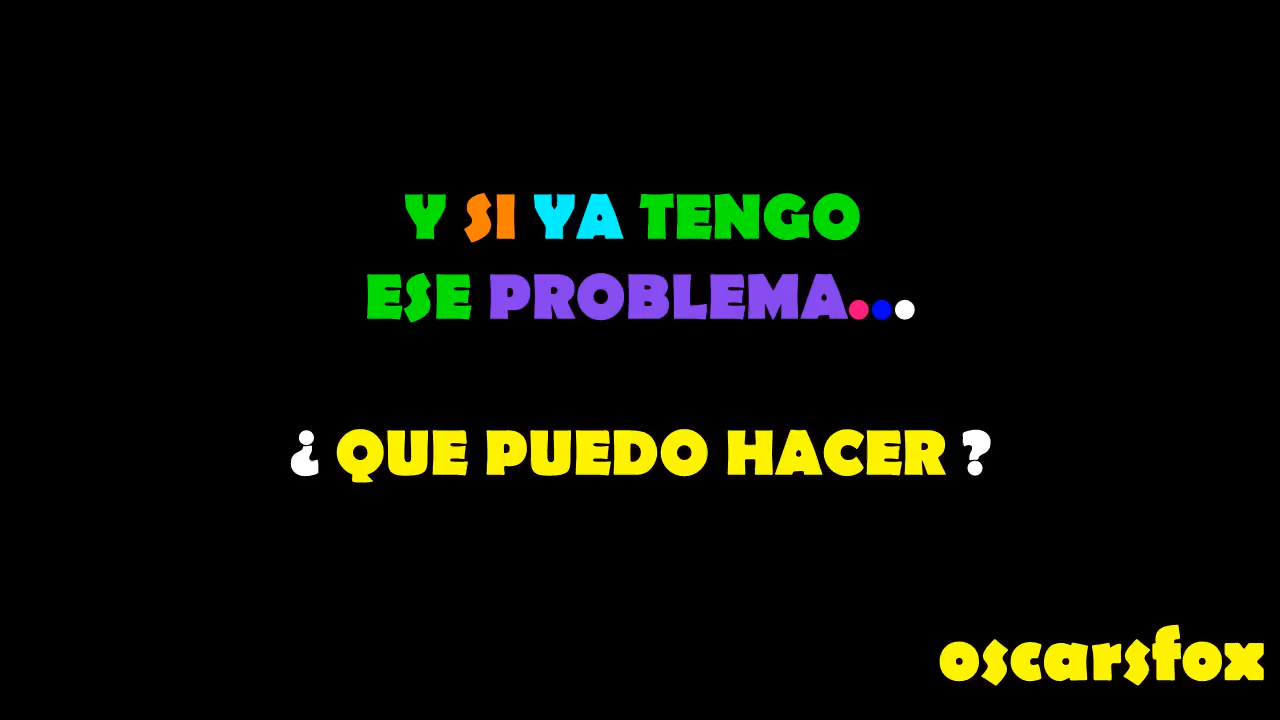 Y SI YA TENGO
ESE PROBLEMA...
¿ QUE PUEDO HACER ?
oscarsfox